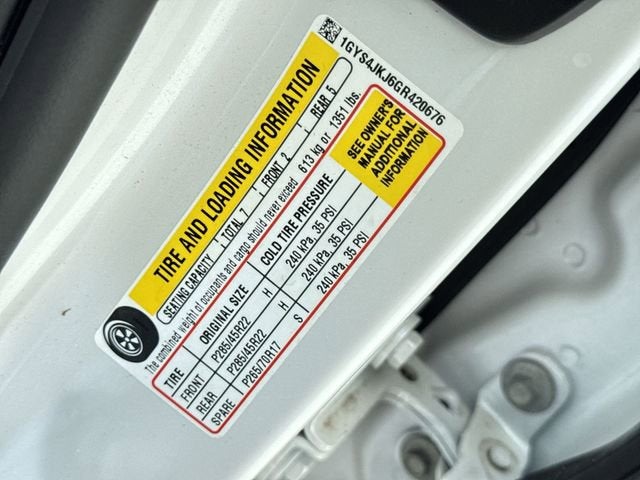 1GYS4JKJ6GR420676
TIRE AND LOADING INFORMATION
SEATING CAPACITY | TOTAL 7 | FRONT 2 | REAR 5
The combined weight of occupants and cargo should never exceed 613 kg or 1351 lbs.
TIRE ORIGINAL SIZE COLD TIRE PRESSURE
FRONT P285/45R22 H 240 kPa, 35 PSI
REAR P285/45R22 H 240 kPa, 35 PSI
SPARE P265/70R17 S 240 kPa, 35 PSI
SEE OWNER'S
MANUAL FOR
ADDITIONAL
INFORMATION